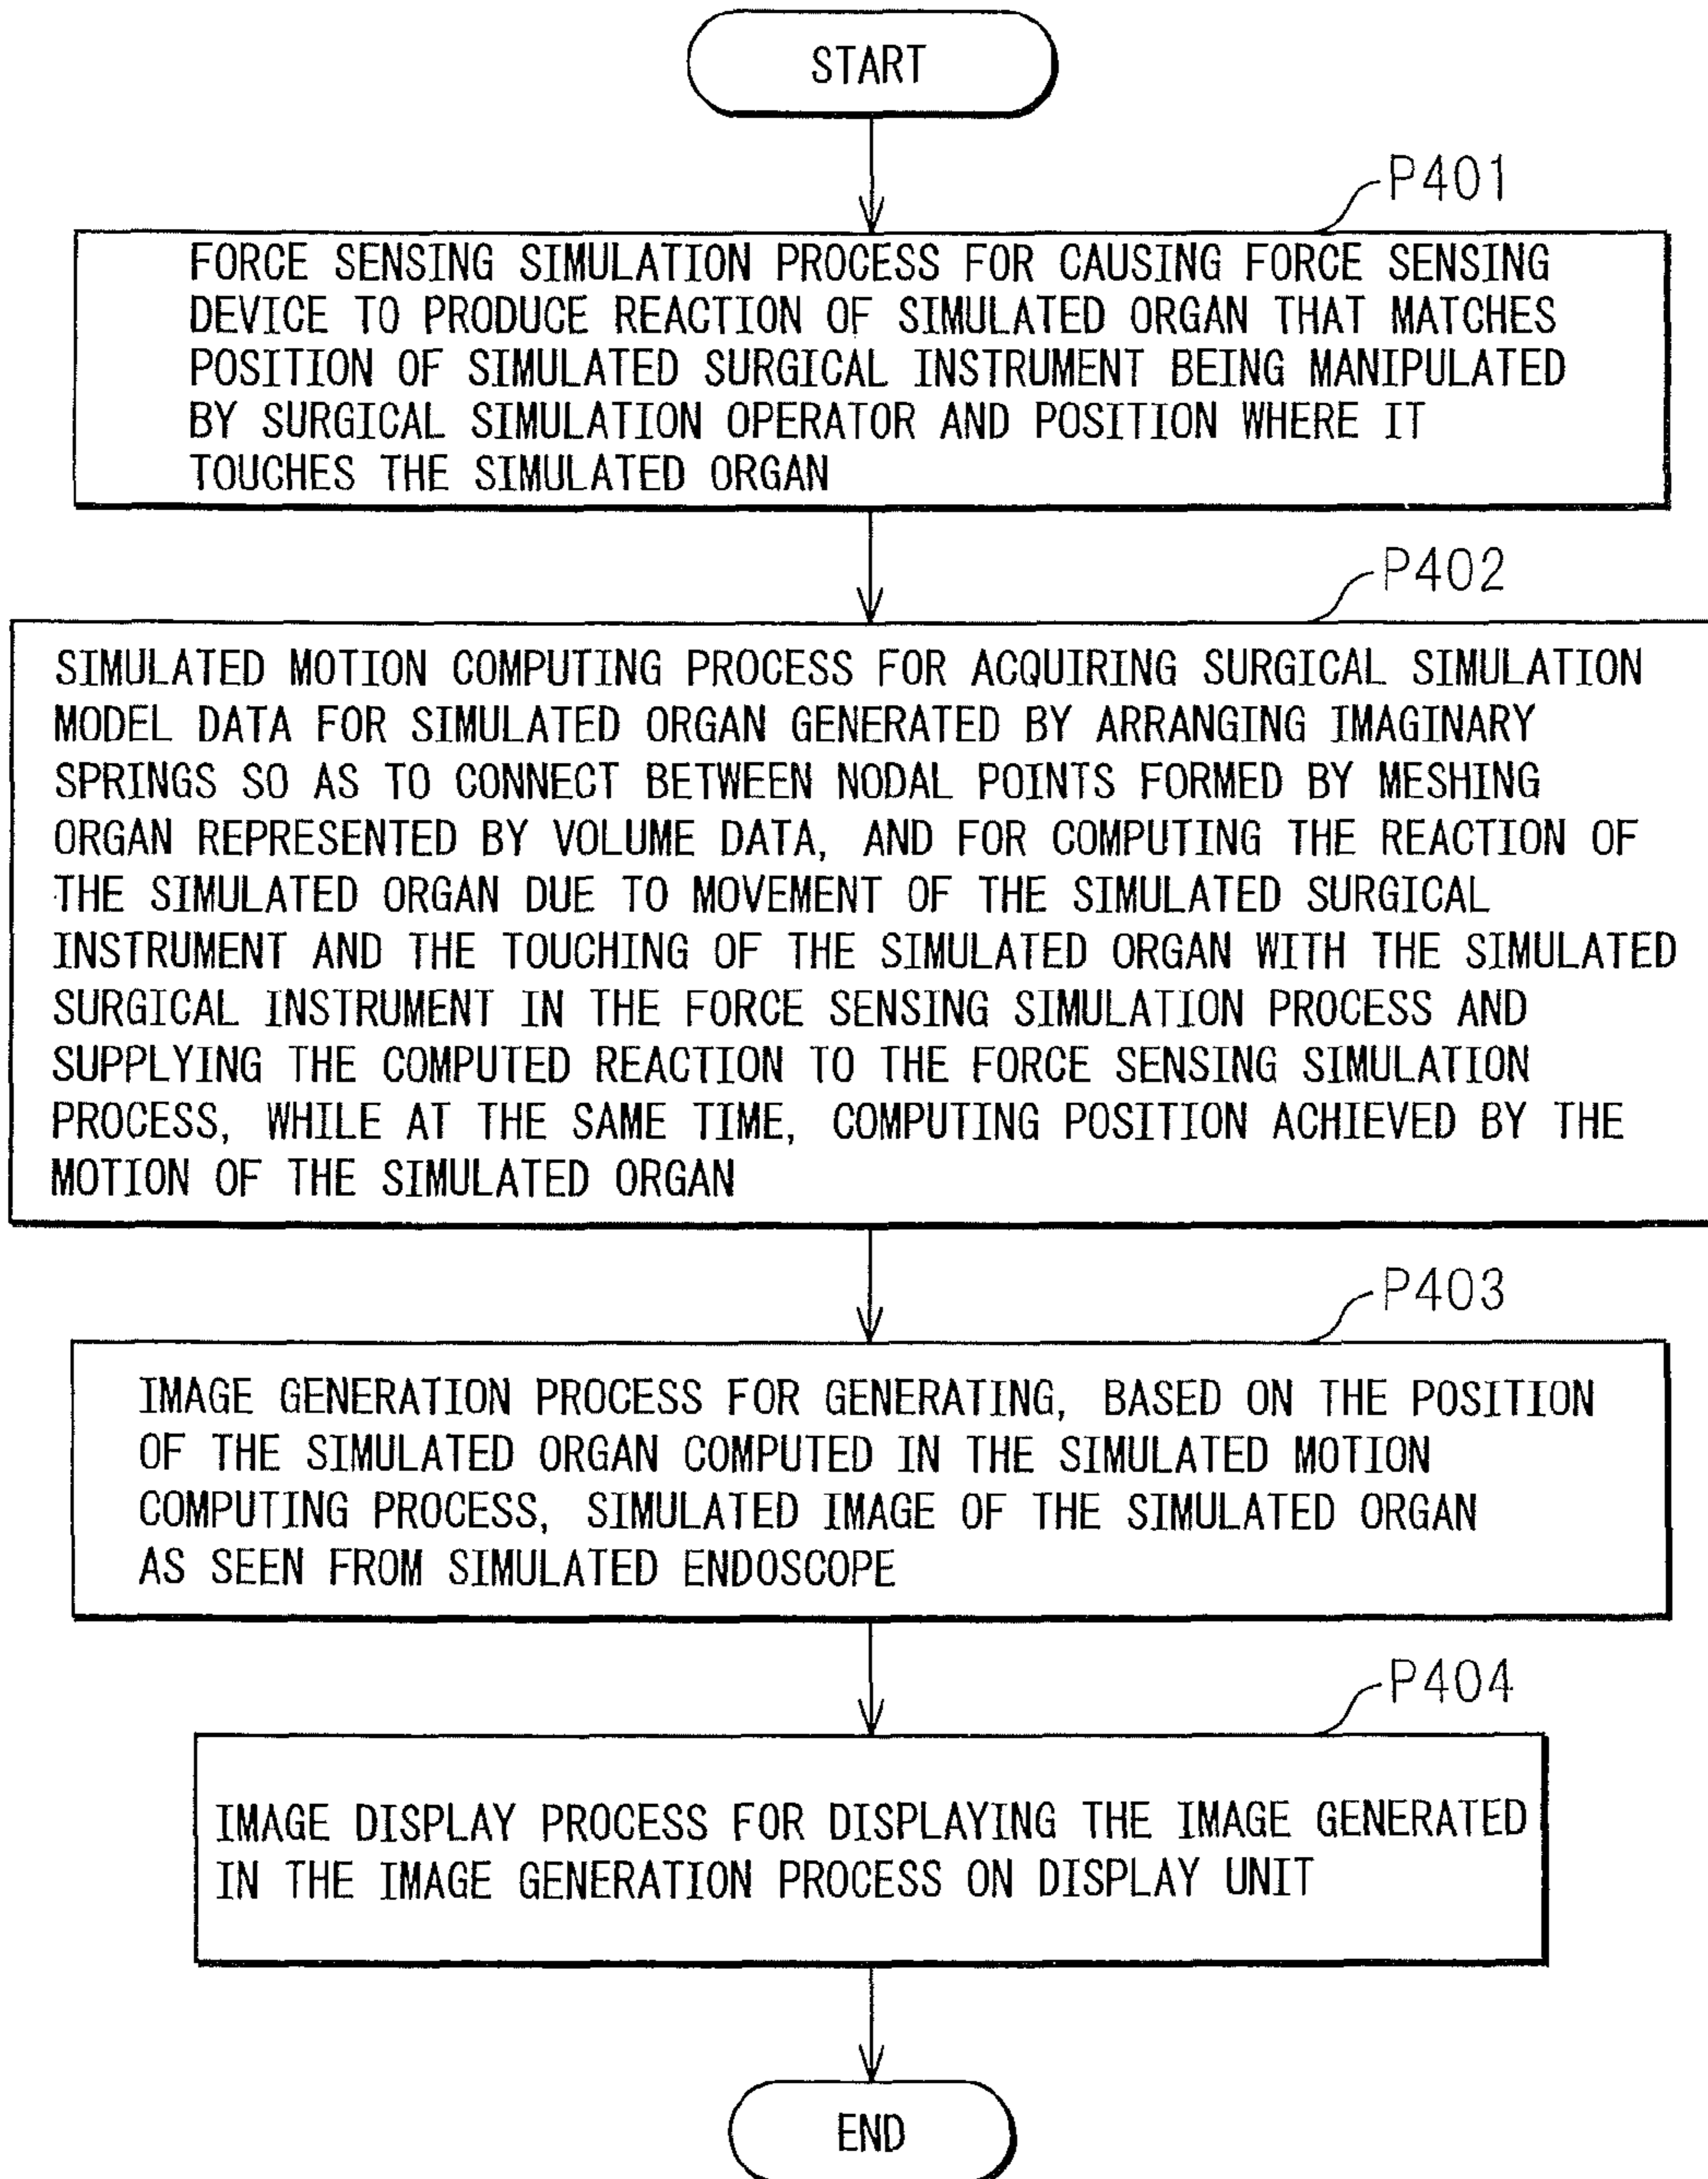 START
P401
FORCE SENSING SIMULATION PROCESS FOR CAUSING FORCE SENSING
DEVICE TO PRODUCE REACTION OF SIMULATED ORGAN THAT MATCHES
POSITION OF SIMULATED SURGICAL INSTRUMENT BEING MANIPULATED
BY SURGICAL SIMULATION OPERATOR AND POSITION WHERE IT
TOUCHES THE SIMULATED ORGAN
P402
SIMULATED MOTION COMPUTING PROCESS FOR ACQUIRING SURGICAL SIMULATION
MODEL DATA FOR SIMULATED ORGAN GENERATED BY ARRANGING IMAGINARY
SPRINGS SO AS TO CONNECT BETWEEN NODAL POINTS FORMED BY MESHING
ORGAN REPRESENTED BY VOLUME DATA, AND FOR COMPUTING THE REACTION OF
THE SIMULATED ORGAN DUE TO MOVEMENT OF THE SIMULATED SURGICAL
INSTRUMENT AND THE TOUCHING OF THE SIMULATED ORGAN WITH THE SIMULATED
SURGICAL INSTRUMENT IN THE FORCE SENSING SIMULATION PROCESS AND
SUPPLYING THE COMPUTED REACTION TO THE FORCE SENSING SIMULATION
PROCESS, WHILE AT THE SAME TIME, COMPUTING POSITION ACHIEVED BY THE
MOTION OF THE SIMULATED ORGAN
P403
IMAGE GENERATION PROCESS FOR GENERATING, BASED ON THE POSITION
OF THE SIMULATED ORGAN COMPUTED IN THE SIMULATED MOTION
COMPUTING PROCESS, SIMULATED IMAGE OF THE SIMULATED ORGAN
AS SEEN FROM SIMULATED ENDOSCOPE
P404
IMAGE DISPLAY PROCESS FOR DISPLAYING THE IMAGE GENERATED
IN THE IMAGE GENERATION PROCESS ON DISPLAY UNIT
END